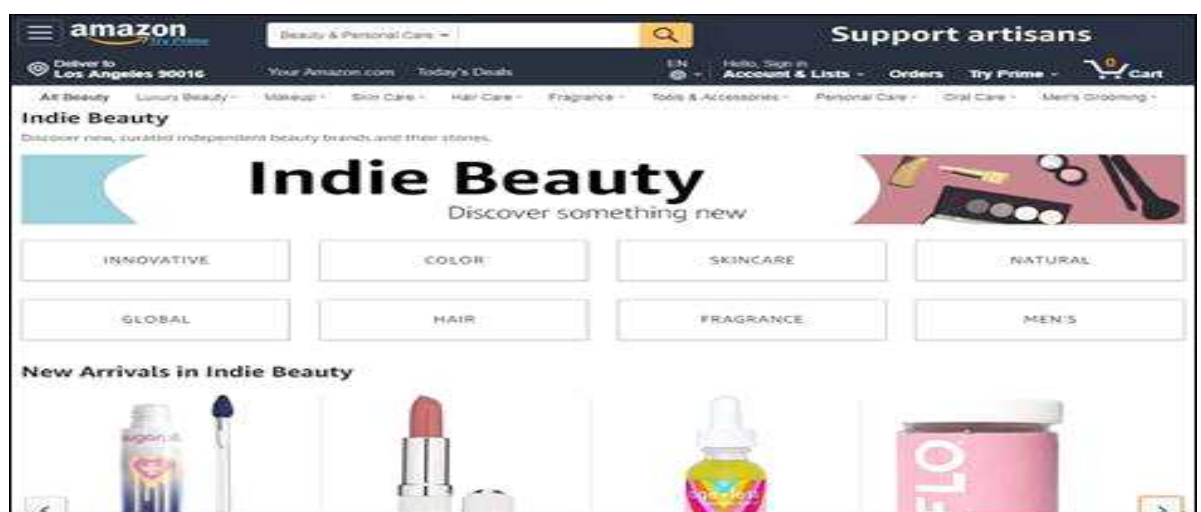 amazon
Try Prime
Beauty & Personal Care
Support artisans
Deliver to
Los Angeles 90016
Your Amazon.com Today's Deals
EN
Hello, Sign in
Account & Lists Orders Try Prime 0 Cart
All Beauty Luxury Beauty Makeup Skin Care Hair Care Fragrance Tools & Accessories Personal Care Oral Care Men's Grooming
Indie Beauty
Discover new, curated independent beauty brands and their stories.
Indie Beauty
Discover something new
INNOVATIVE COLOR SKINCARE NATURAL
GLOBAL HAIR FRAGRANCE MEN'S
New Arrivals in Indie Beauty
FLO